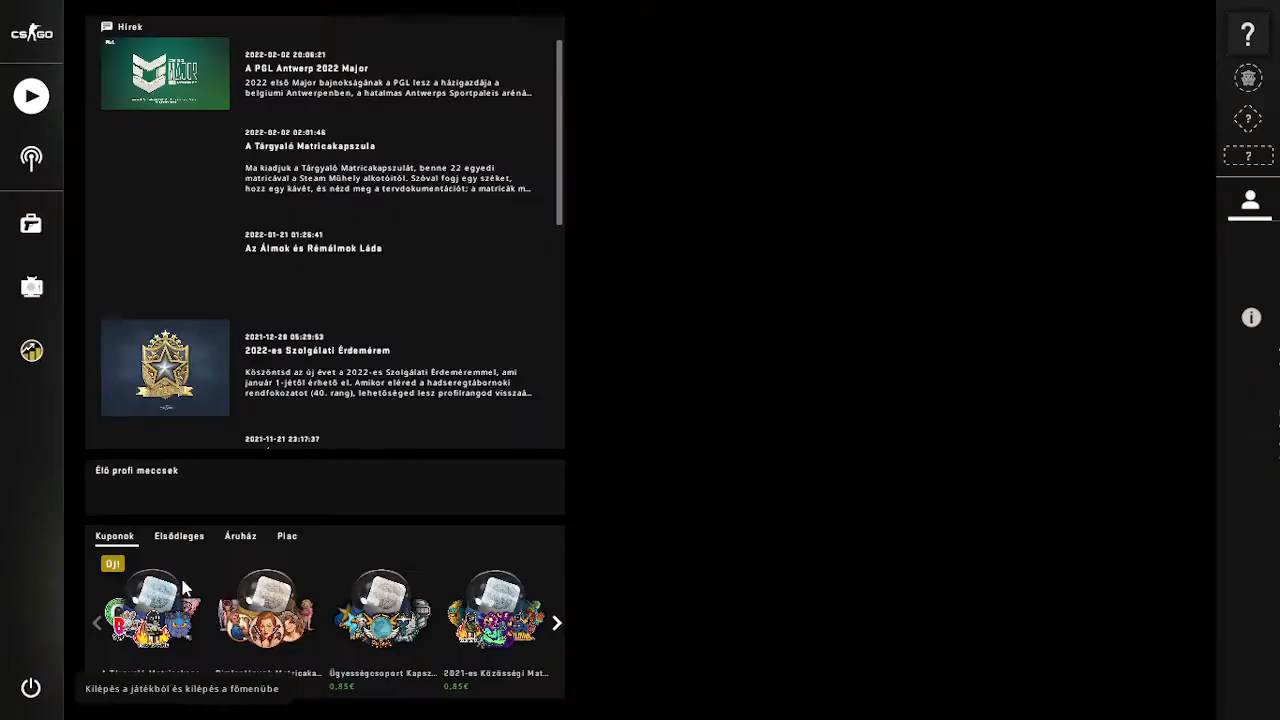 CS GO
Hírek
2022-02-02 20:06:21
A PGL Antwerp 2022 Major
2022 első Major bajnokságának a PGL lesz a házigazdája a
belgiumi Antwerpenben, a hatalmas Antwerps Sportpaleis aréná...
2022-02-02 02:01:46
A Tárgyaló Matricakapszula
Ma kiadjuk a Tárgyaló Matricakapszulát, benne 22 egyedi
matricával a Steam Műhely alkotóitól. Szóval fogj egy széket,
hozz egy kávét, és nézd meg a tervdokumentációt; a matricák m...
2022-01-21 01:26:41
Az Álmok és Rémálmok Láda
2021-12-28 05:29:53
2022-es Szolgálati Érdemérem
Köszöntsd az új évet a 2022-es Szolgálati Érdeméremmel, ami
január 1-jétől érhető el. Amikor eléred a hadseregtábornoki
rendfokozatot (40. rang), lehetőséged lesz profilrangod visszaá...
2021-11-21 23:17:37
Élő profi meccsek
Kuponok Elsődleges Áruház Piac
Új!
Ügyességcsoport Kapsz... 2021-es Közösségi Mat...
0,85€ 0,85€
Kilépés a játékból és kilépés a főmenübe
?
?
?